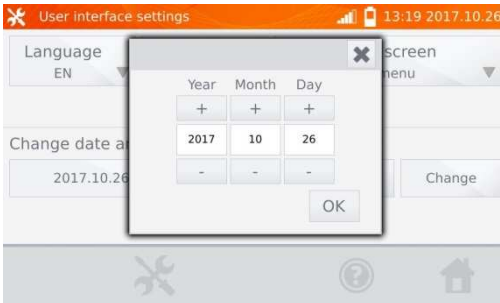 User interface settings
13:19 2017.10.26
Language
EN
screen
menu
Year Month Day
+ + +
2017 10 26
- - -
OK
Change date a
2017.10.26
Change